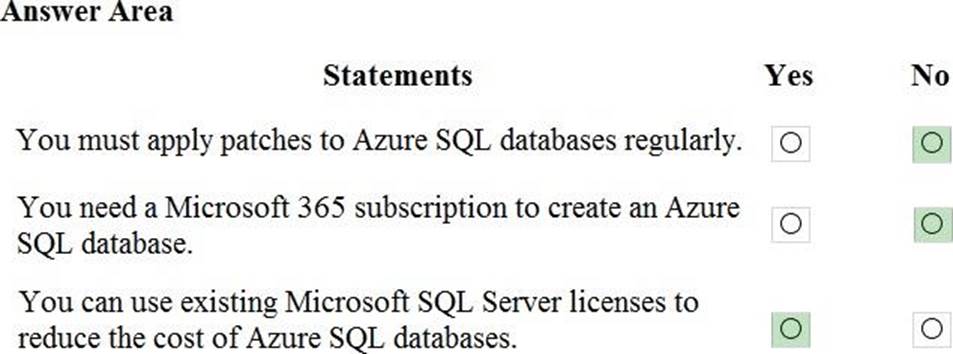 Answer Area
Statements Yes No
You must apply patches to Azure SQL databases regularly.
You need a Microsoft 365 subscription to create an Azure
SQL database.
You can use existing Microsoft SQL Server licenses to
reduce the cost of Azure SQL databases.